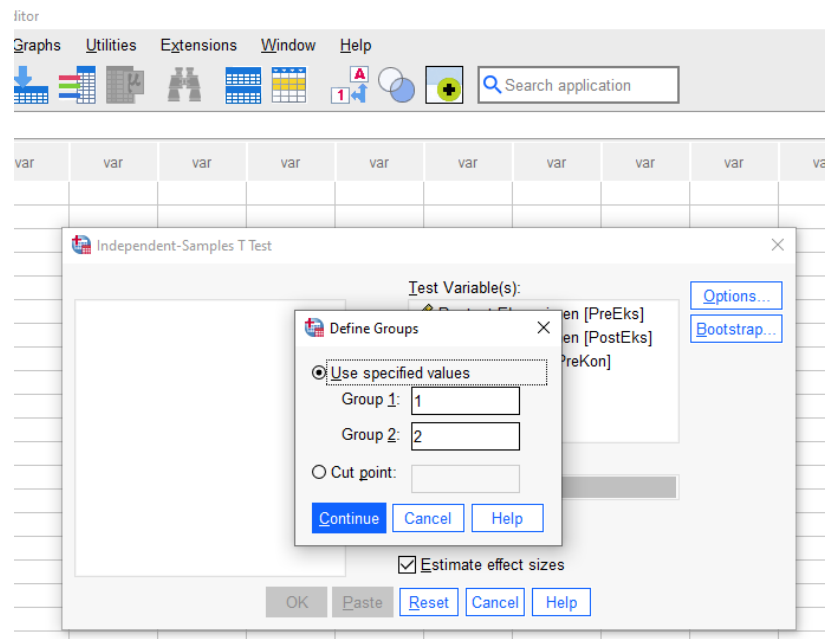 ditor
Graphs Utilities Extensions Window Help
A
1
µ
Search application
var var var var var var var var var va
Independent-Samples T Test
Test Variable(s):
en [PreEks]
en [PostEks]
PreKon]
Options...
Bootstrap...
Define Groups
Use specified values
Group 1: 1
Group 2: 2
Cut point:
Continue Cancel Help
Estimate effect sizes
OK Paste Reset Cancel Help